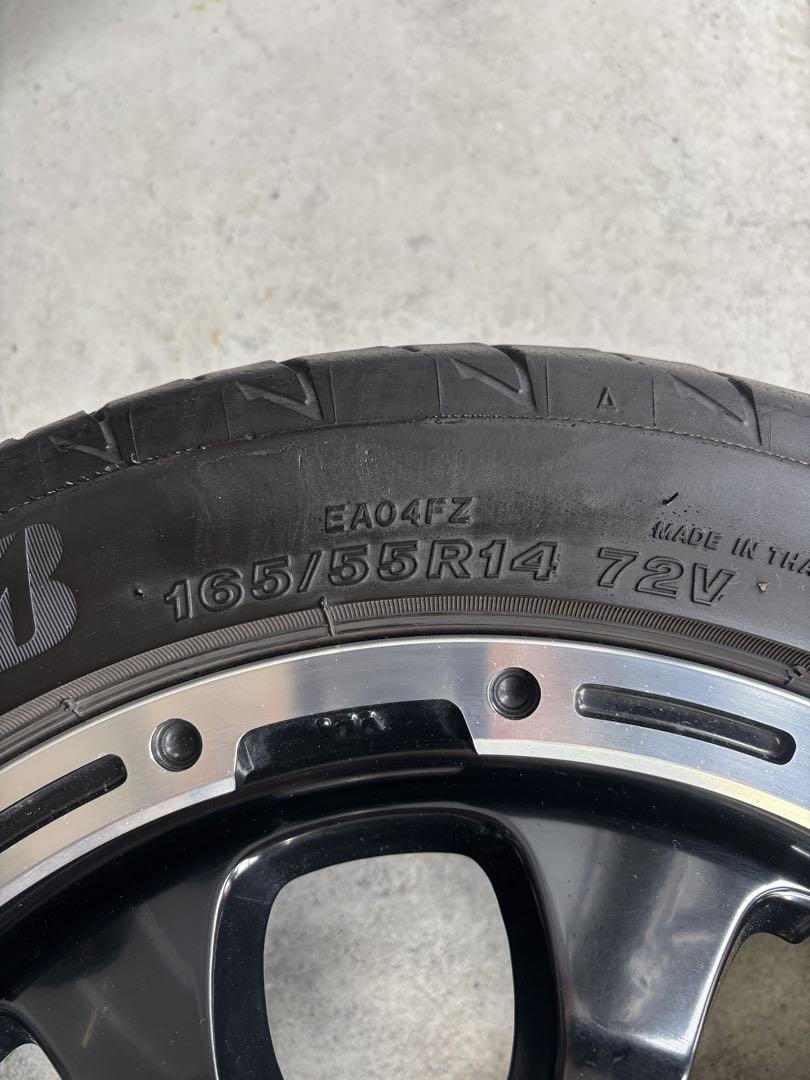 EA04FZ
MADE IN THA
165/55R14 72V
B